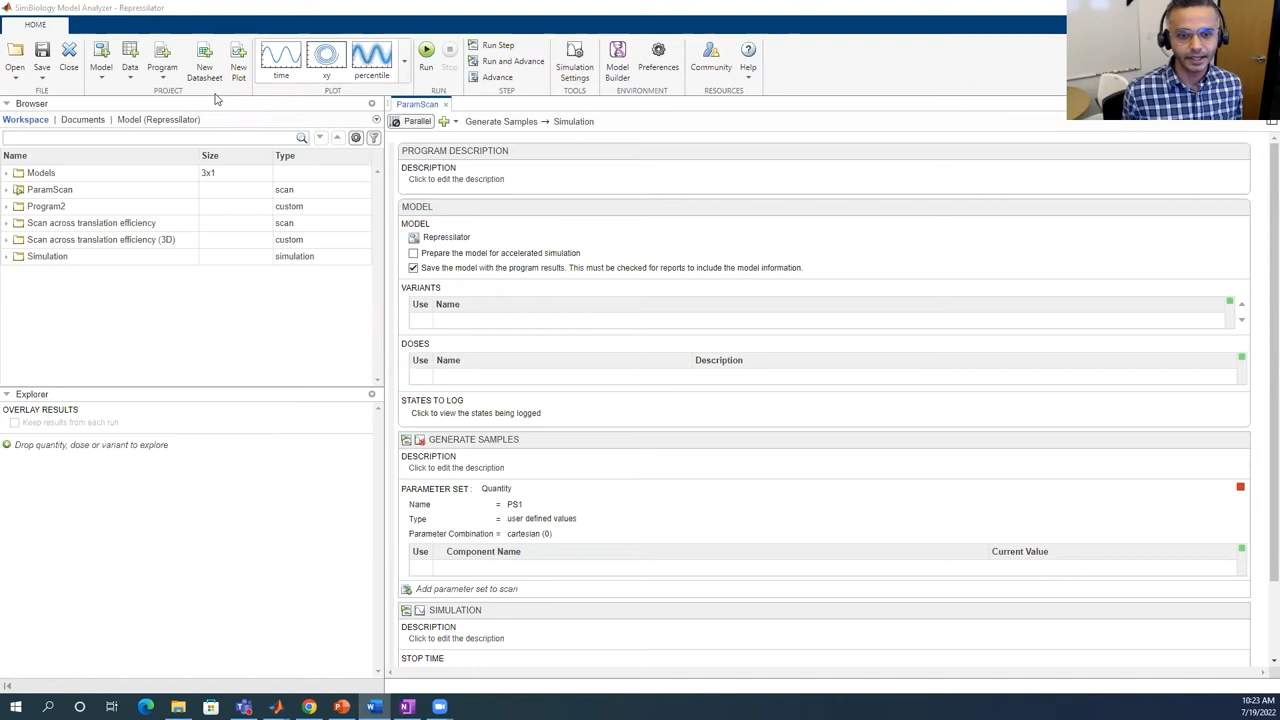 SimBiology Model Analyzer - Repressilator
HOME
Open
Save
Close
Model
Data
Program
New Datasheet
New Plot
time
xy
percentile
Run
Stop
Run Step
Run and Advance
Advance
Simulation Settings
Model Builder
Preferences
Community
Help
FILE
PROJECT
PLOT
RUN
STEP
TOOLS
ENVIRONMENT
RESOURCES
Browser
Workspace Documents Model (Repressilator)
Name Size Type
Models 3x1
ParamScan scan
Program2 custom
Scan across translation efficiency scan
Scan across translation efficiency (3D) custom
Simulation simulation
Explorer
OVERLAY RESULTS
Keep results from each run
Drop quantity, dose or variant to explore
ParamScan ×
Parallel Generate Samples → Simulation
PROGRAM DESCRIPTION
DESCRIPTION
Click to edit the description
MODEL
MODEL
Repressilator
Prepare the model for accelerated simulation
Save the model with the program results. This must be checked for reports to include the model information.
VARIANTS
Use Name
DOSES
Use Name Description
STATES TO LOG
Click to view the states being logged
GENERATE SAMPLES
DESCRIPTION
Click to edit the description
PARAMETER SET : Quantity
Name = PS1
Type = user defined values
Parameter Combination = cartesian (0)
Use Component Name Current Value
Add parameter set to scan
SIMULATION
DESCRIPTION
Click to edit the description
STOP TIME
10:23 AM
7/19/2022